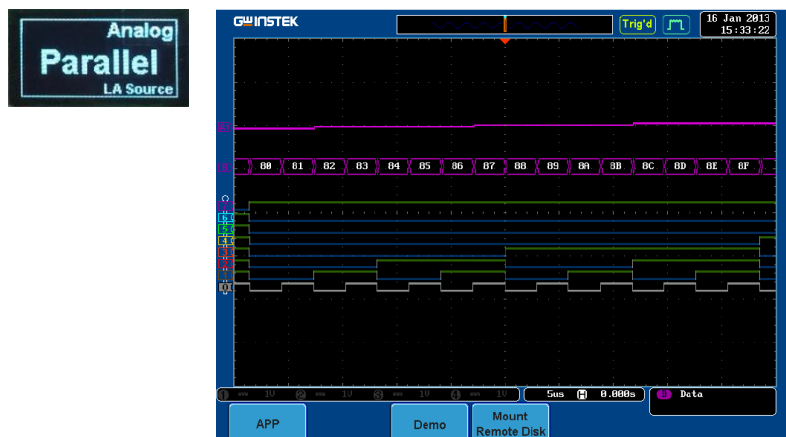 Analog
Parallel
LA Source
GWINSTEK
Trig'd
16 Jan 2013
15:33:22
80 81 82 83 84 85 86 87 88 89 8A 8B 8C 8D 8E 8F
1V 1V 1V 1V
5us H 0.000s
B Data
APP
Demo
Mount
Remote Disk